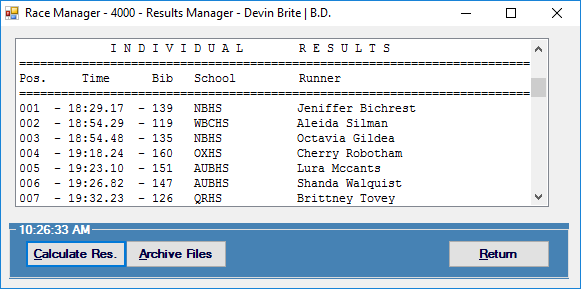 Race Manager - 4000 - Results Manager - Devin Brite | B.D.
I N D I V I D U A L R E S U L T S
==========================================================================
Pos. Time Bib School Runner
==========================================================================
001 - 18:29.17 - 139 NBHS Jeniffer Bichrest
002 - 18:54.29 - 119 WBCHS Aleida Silman
003 - 18:54.48 - 135 NBHS Octavia Gildea
004 - 19:18.24 - 160 OXHS Cherry Robotham
005 - 19:23.10 - 151 AUBHS Lura Mccants
006 - 19:26.82 - 147 AUBHS Shanda Walquist
007 - 19:32.23 - 126 QRHS Brittney Tovey
10:26:33 AM
Calculate Res. Archive Files Return